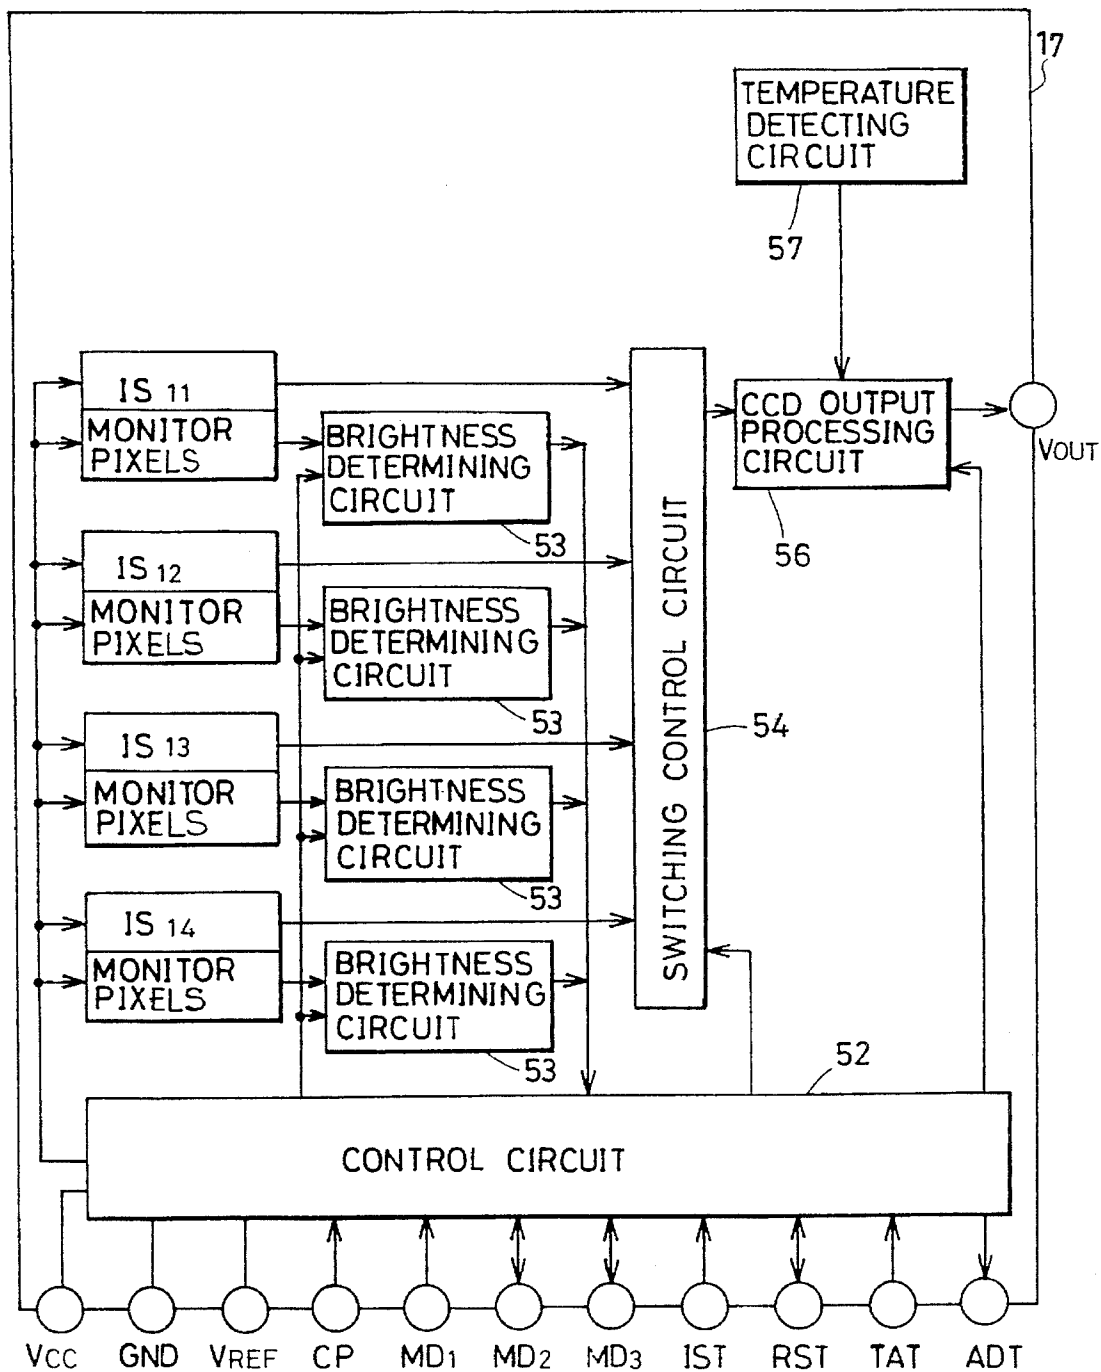 17
TEMPERATURE
DETECTING
CIRCUIT
57
IS 11
MONITOR
PIXELS
BRIGHTNESS
DETERMINING
CIRCUIT
53
IS 12
MONITOR
PIXELS
BRIGHTNESS
DETERMINING
CIRCUIT
53
IS 13
MONITOR
PIXELS
BRIGHTNESS
DETERMINING
CIRCUIT
53
IS 14
MONITOR
PIXELS
BRIGHTNESS
DETERMINING
CIRCUIT
53
SWITCHING CONTROL CIRCUIT
54
CCD OUTPUT
PROCESSING
CIRCUIT
56
VOUT
52
CONTROL CIRCUIT
VCC GND VREF CP MD1 MD2 MD3 IST RST TAT ADT